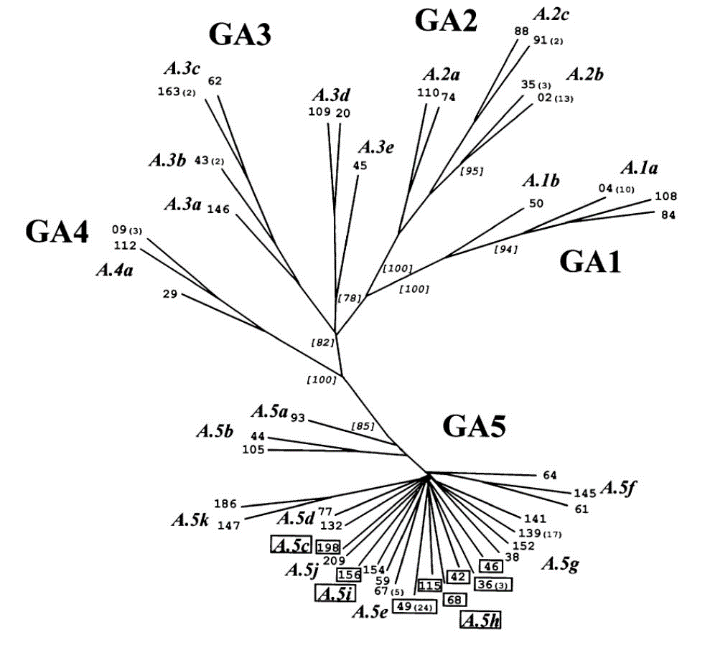 GA3
GA2
A.2c
88
91(2)
A.3c
62
163(2)
A.2a
110 74
35(3)
A.2b
02(13)
A.3d
109 20
A.3e
45
A.3b 43(2)
[95]
A.1b
50
A.1a
04(10)
108
84
A.3a 146
GA4
09(3)
112
A.4a
[94]
GA1
[100]
[100]
29
[78]
[82]
[100]
A.5a 93
[85]
GA5
A.5b
44
105
64
145 A.5f
61
186
A.5k 147
A.5d 77
132
141
139(17)
152
38
A.5g
A.5c 198
209
A.5j
156
154
59
67(5)
A.5i
A.5e
49(24)
115
68
42
46
36(3)
A.5h